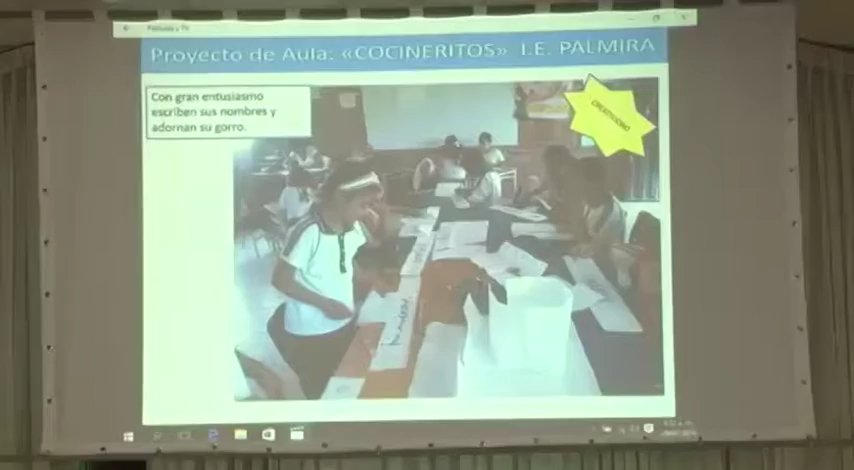 Proyecto de Aula: «COCINERITOS» I.E. PALMIRA
Con gran entusiasmo
escriben sus nombres y
adornan su gorro.